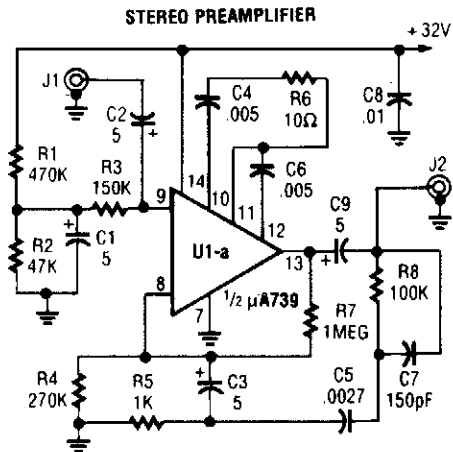 STEREO PREAMPLIFIER
+ 32V
J1
C2
5
+
C4
.005
R6
10Ω
C8
.01
R1
470K
R3
150K
C6
.005
J2
14
10
11
12
9
C9
5
R2
47K
+
C1
5
U1-a
13
+
R8
100K
8
½ µA739
7
R7
1MEG
R4
270K
R5
1K
+
C3
5
C5
.0027
C7
150pF